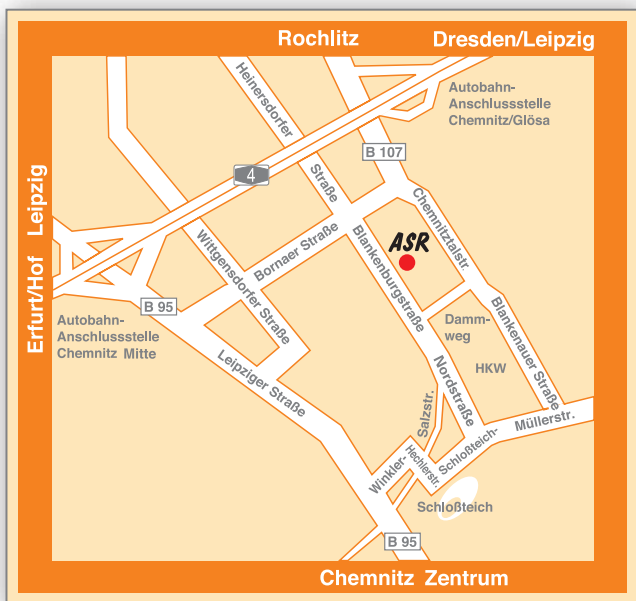 Rochlitz
Dresden/Leipzig
Erfurt/Hof Leipzig
Heinersdorfer
Straße
Autobahn-
Anschlussstelle
Chemnitz/Glösa
B 107
4
Chemnitztalstr.
ASR
Wittgensdorfer Straße
Bornaer Straße
Blankenburgstraße
B 95
Autobahn-
Anschlussstelle
Chemnitz Mitte
Damm-
weg
HKW
Blankenauer Straße
Leipziger Straße
Nordstraße
Salzstr.
Müllerstr.
Schloßteich-
Winkler-
Hechlerstr.
Schloßteich
B 95
Chemnitz Zentrum